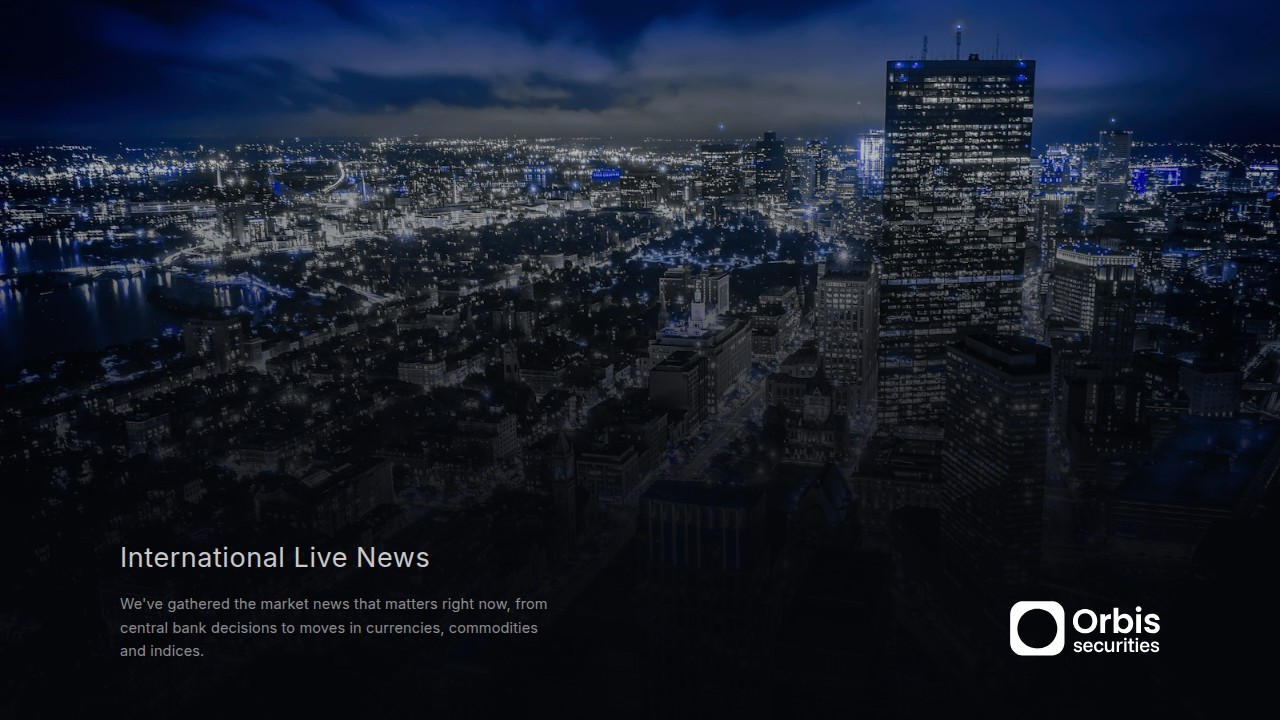 International Live News
We've gathered the market news that matters right now, from
central bank decisions to moves in currencies, commodities
and indices.
Orbis
securities